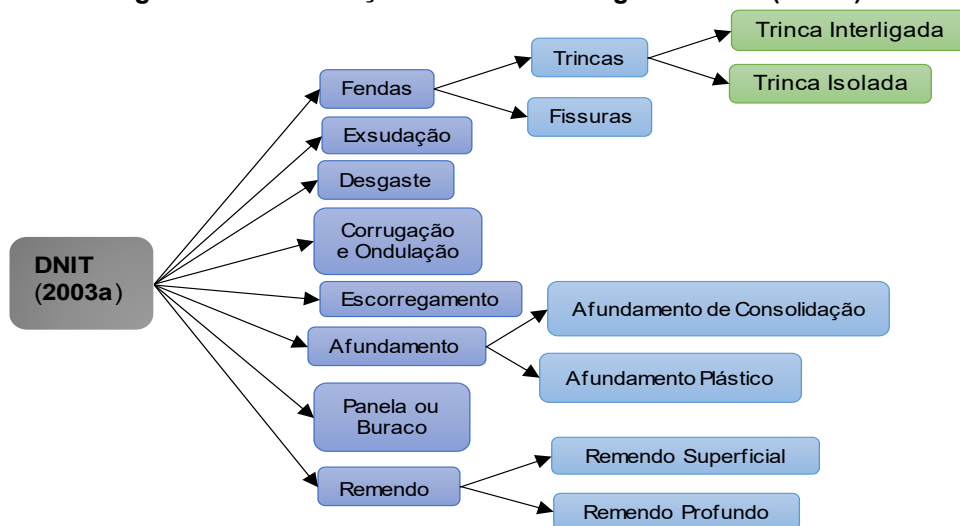 (
Trinca Interligada
Trincas
Trinca Isolada
Fendas
Fissuras
Exsudação
Desgaste
Corrugação
e Ondulação
DNIT
(2003a)
Escorregamento
Afundamento de Consolidação
Afundamento
Afundamento Plástico
Panela ou
Buraco
Remendo Superficial
Remendo
Remendo Profundo